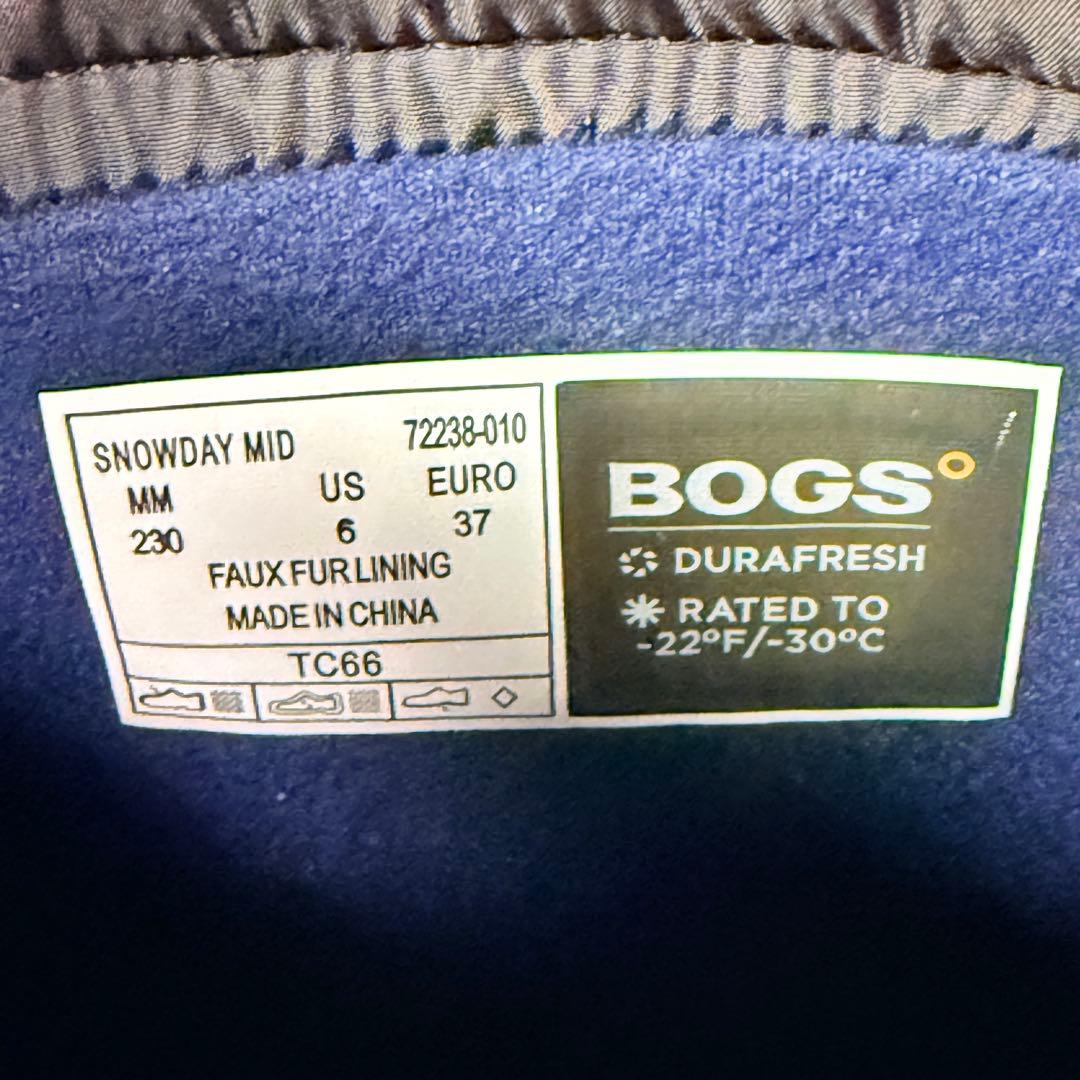 SNOWDAY MID 72238-010
MM US EURO
230 6 37
FAUX FUR LINING
MADE IN CHINA
TC66
BOGS°
DURAFRESH
RATED TO
-22°F/-30°C